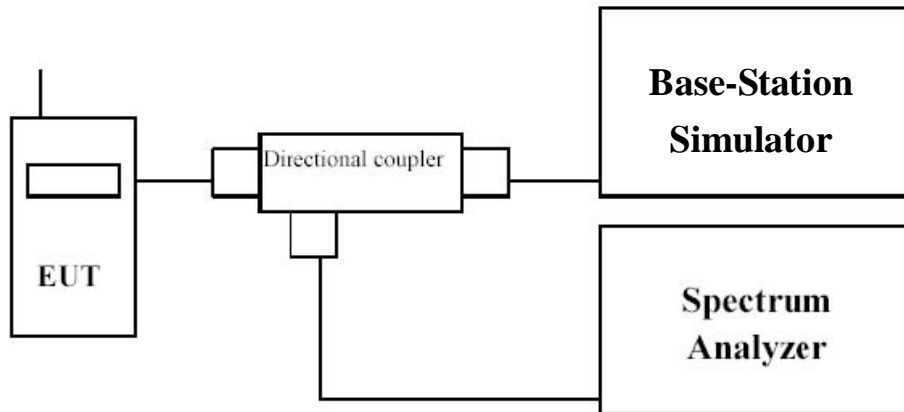 Base-Station
Simulator
Directional coupler
EUT
Spectrum
Analyzer